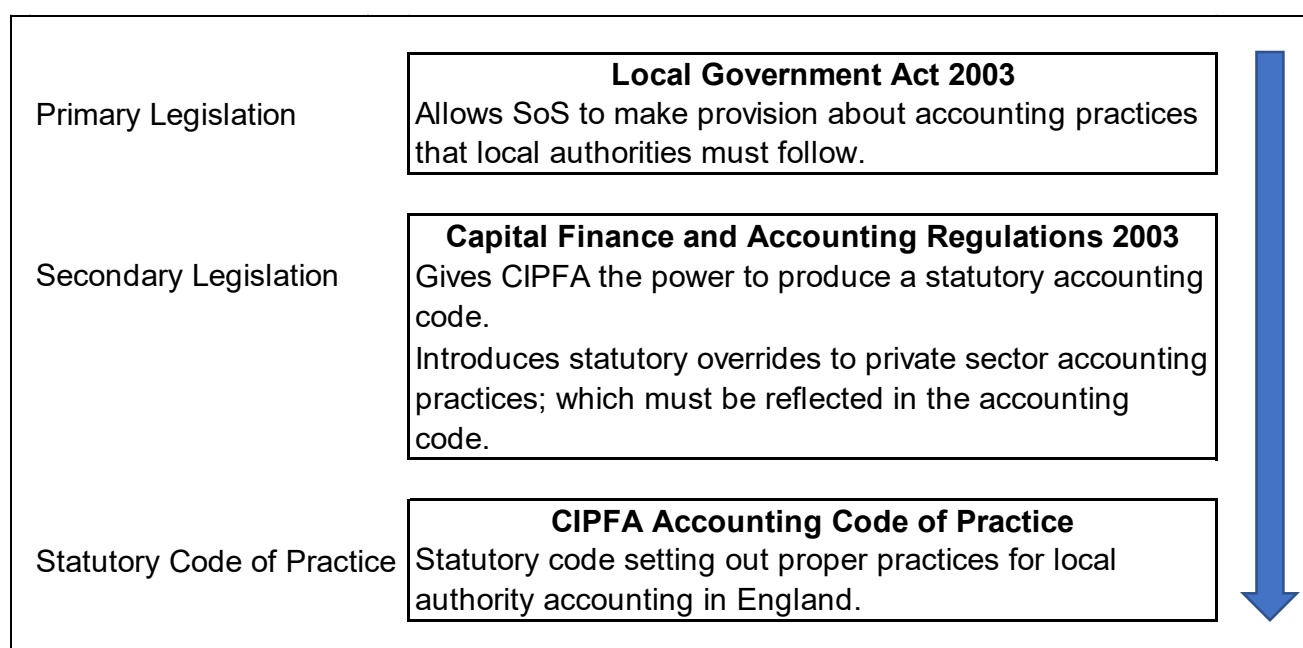 Local Government Act 2003
Primary Legislation
Allows SoS to make provision about accounting practices
that local authorities must follow.
Capital Finance and Accounting Regulations 2003
Secondary Legislation
Gives CIPFA the power to produce a statutory accounting
code.
Introduces statutory overrides to private sector accounting
practices; which must be reflected in the accounting
code.
CIPFA Accounting Code of Practice
Statutory Code of Practice
Statutory code setting out proper practices for local
authority accounting in England.